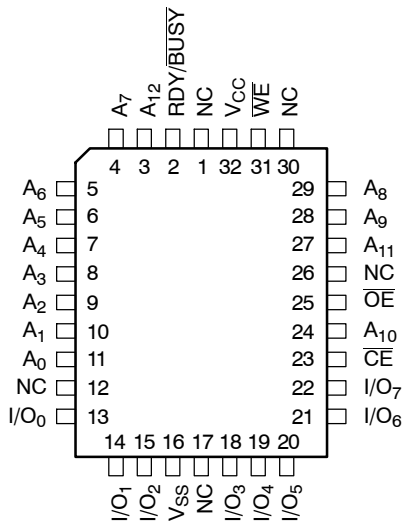 A7 A12 RDY/BUSY NC VCC WE NC
4 3 2 1 32 31 30
A6 5 29 A8
A5 6 28 A9
A4 7 27 A11
A3 8 26 NC
A2 9 25 OE
A1 10 24 A10
A0 11 23 CE
NC 12 22 I/O7
I/O0 13 21 I/O6
14 15 16 17 18 19 20
I/O1 I/O2 VSS NC I/O3 I/O4 I/O5